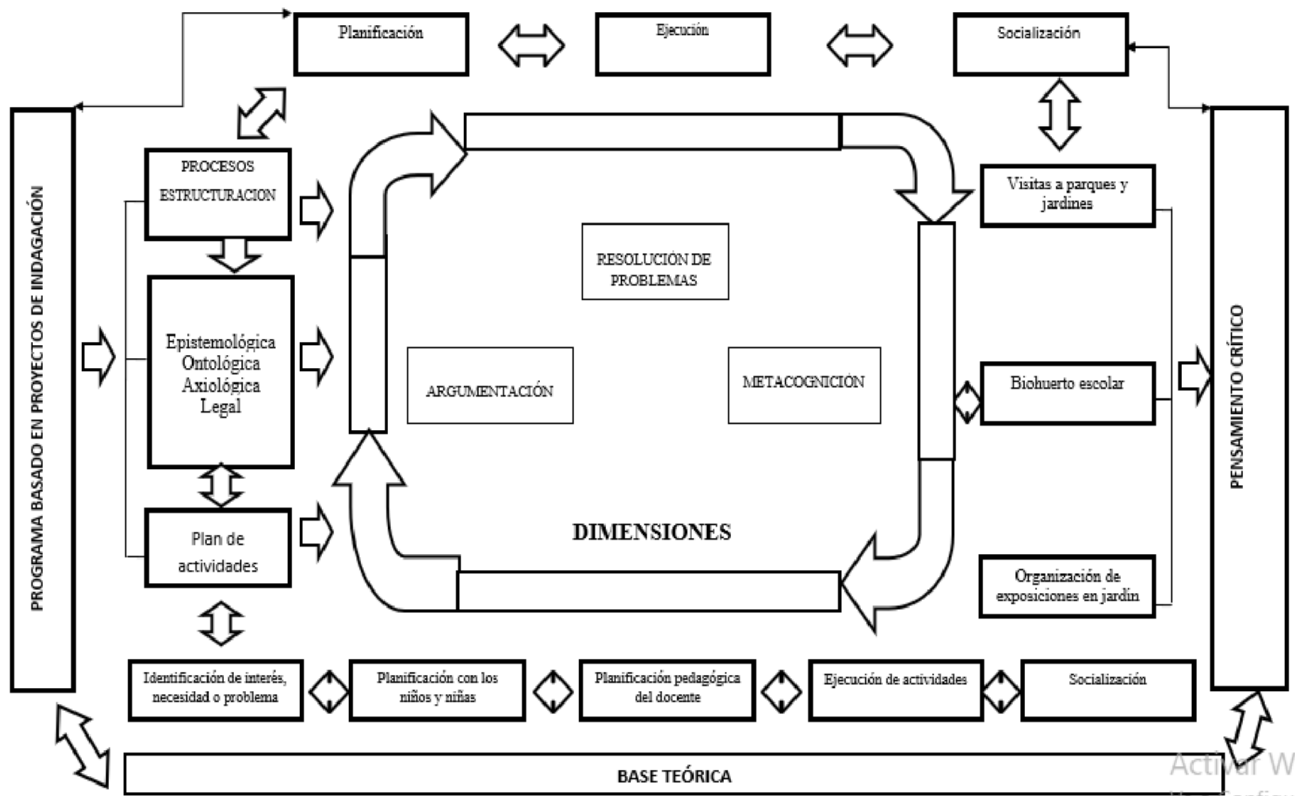 Planificación
Ejecución
Socialización
PROGRAMA BASADO EN PROYECTOS DE INDAGACIÓN
PROCESOS
ESTRUCTURACION
Epistemológica
Ontológica
Axiológica
Legal
Plan de
actividades
RESOLUCIÓN DE
PROBLEMAS
ARGUMENTACIÓN
METACOGNICIÓN
DIMENSIONES
Visitas a parques y
jardines
Biohuerto escolar
Organización de
exposiciones en jardín
PENSAMIENTO CRÍTICO
Identificación de interés,
necesidad o problema
Planificación con los
niños y niñas
Planificación pedagógica
del docente
Ejecución de actividades
Socialización
BASE TEÓRICA
Activar W